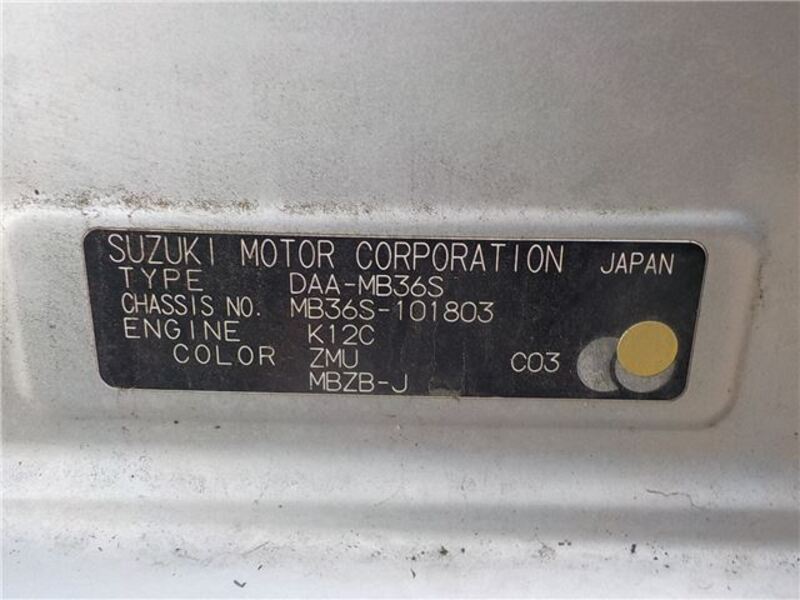 SUZUKI MOTOR CORPORATION JAPAN
TYPE DAA-MB36S
CHASSIS NO. MB36S-101803
ENGINE K12C
COLOR ZMU C03
MBZB-J